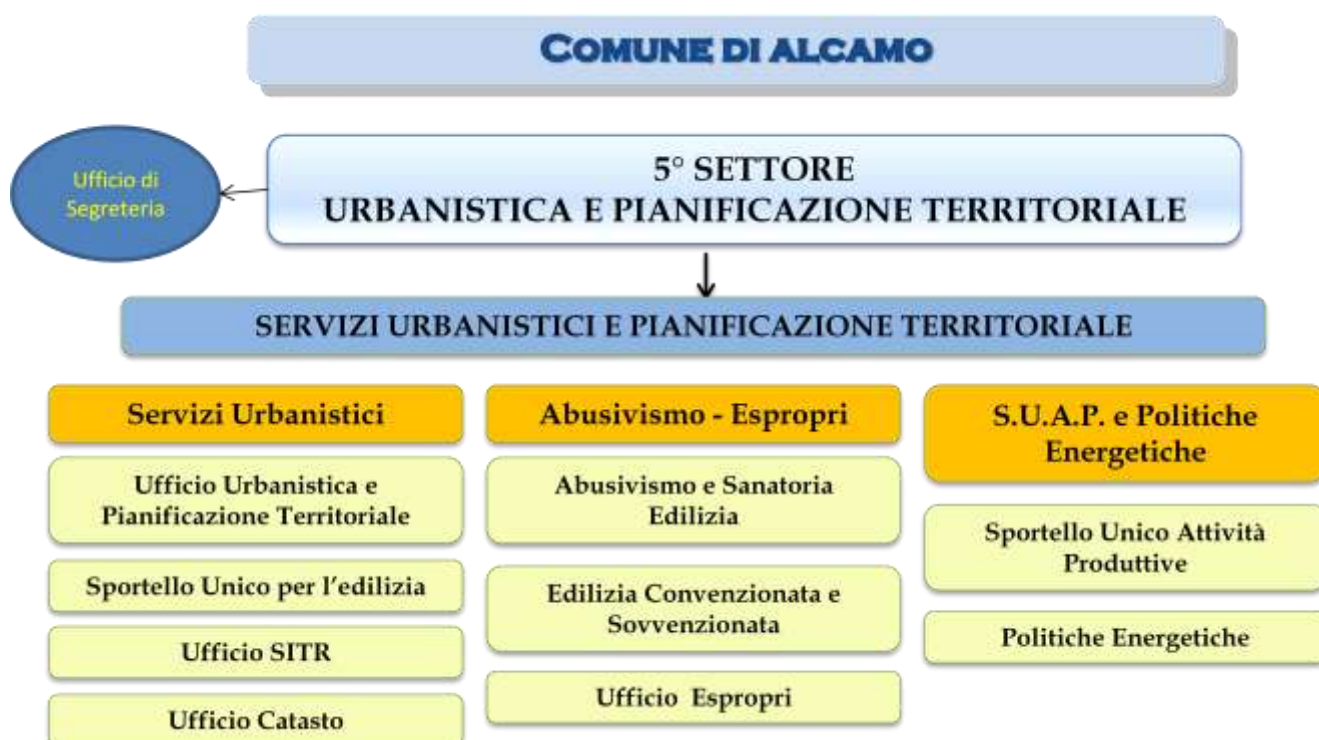 COMUNE DI ALCAMO
Ufficio di
Segreteria
5° SETTORE
URBANISTICA E PIANIFICAZIONE TERRITORIALE
SERVIZI URBANISTICI E PIANIFICAZIONE TERRITORIALE
Servizi Urbanistici
Ufficio Urbanistica e
Pianificazione Territoriale
Sportello Unico per l'edilizia
Ufficio SITR
Ufficio Catasto
Abusivismo - Espropri
Abusivismo e Sanatoria
Edilizia
Edilizia Convenzionata e
Sovvenzionata
Ufficio Espropri
S.U.A.P. e Politiche
Energetiche
Sportello Unico Attività
Produttive
Politiche Energetiche